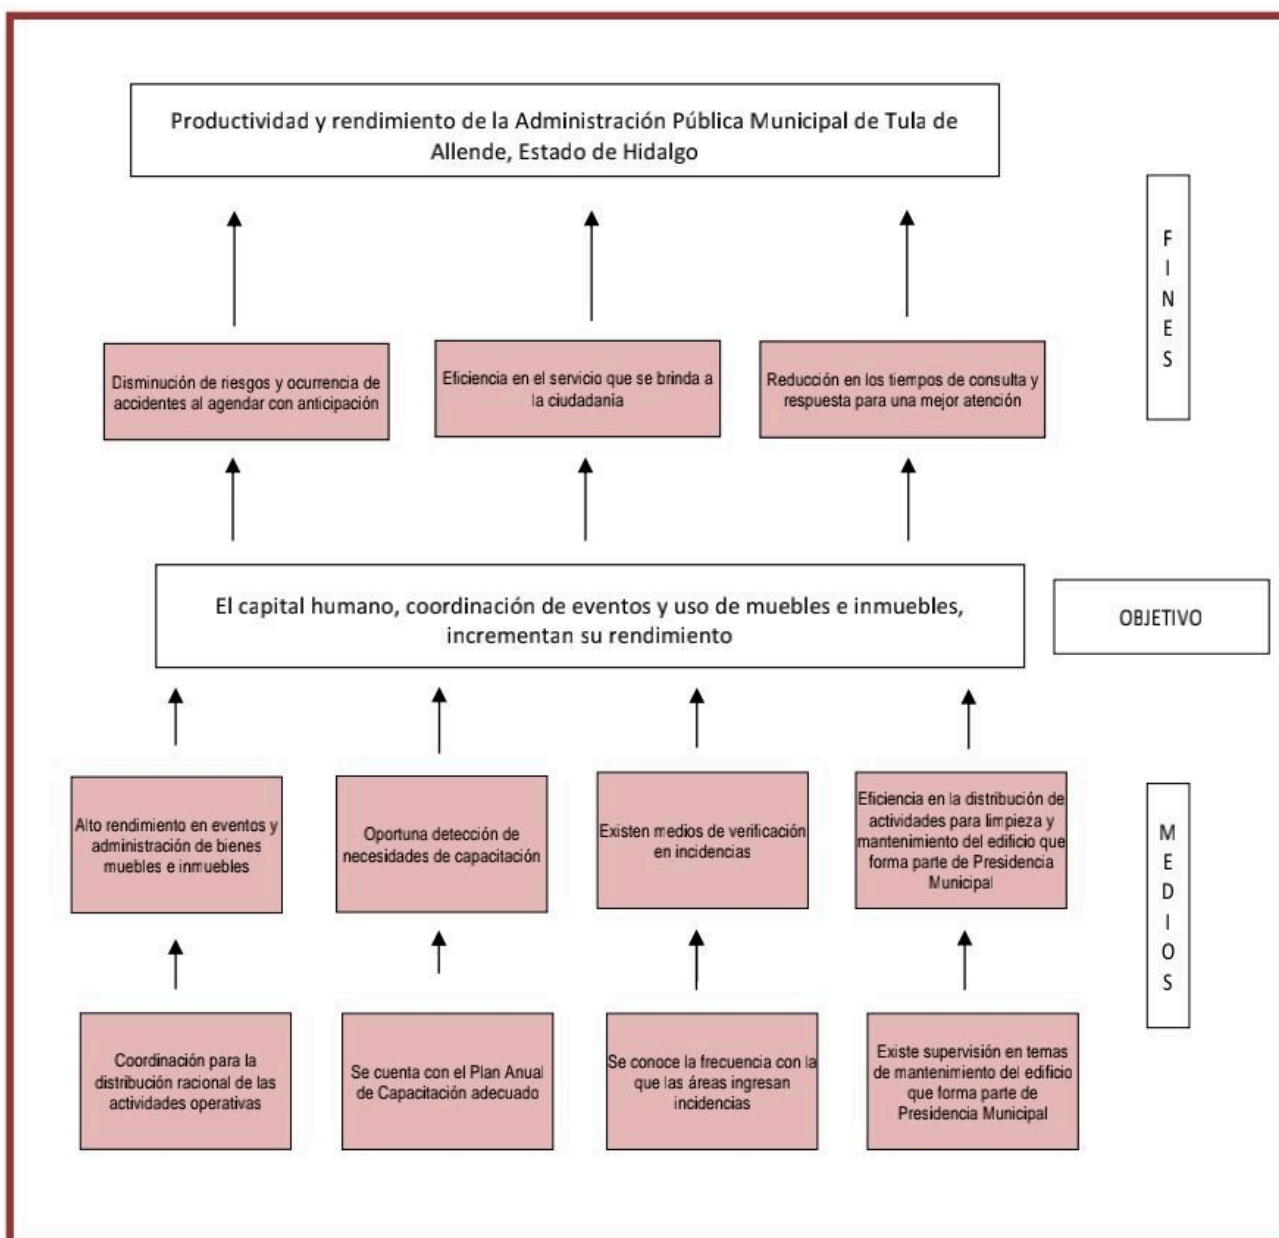 Productividad y rendimiento de la Administración Pública Municipal de Tula de
Allende, Estado de Hidalgo
F
I
N
E
S
Disminución de riesgos y ocurrencia de
accidentes al agendar con anticipación
Eficiencia en el servicio que se brinda a
la ciudadanía
Reducción en los tiempos de consulta y
respuesta para una mejor atención
El capital humano, coordinación de eventos y uso de muebles e inmuebles,
incrementan su rendimiento
OBJETIVO
Alto rendimiento en eventos y
administración de bienes
muebles e inmuebles
Oportuna detección de
necesidades de capacitación
Existen medios de verificación
en incidencias
Eficiencia en la distribución de
actividades para limpieza y
mantenimiento del edificio que
forma parte de Presidencia
Municipal
M
E
D
I
O
S
Coordinación para la
distribución racional de las
actividades operativas
Se cuenta con el Plan Anual
de Capacitación adecuado
Se conoce la frecuencia con la
que las áreas ingresan
incidencias
Existe supervisión en temas
de mantenimiento del edificio
que forma parte de
Presidencia Municipal